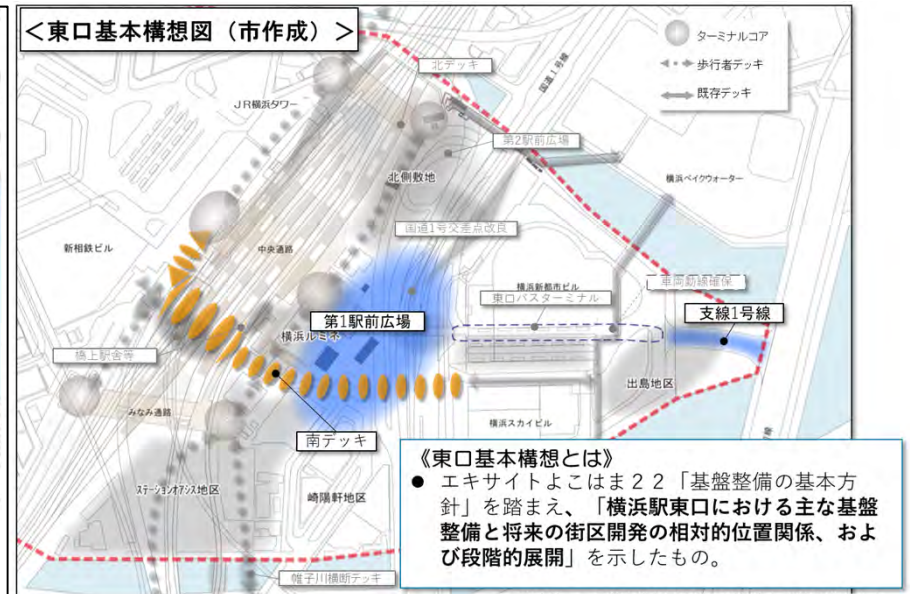 ＜東口基本構想図（市作成）＞
ターミナルコア
歩行者デッキ
既存デッキ
北デッキ
国道1号線
JR横浜タワー
第2駅前広場
北側敷地
横浜ベイクウォーター
国道1号交差点改良
新相鉄ビル
中央通路
横浜新都市ビル
車両動線確保
東口バスターミナル
第1駅前広場
支線1号線
横浜ルミネ
橋上駅舎等
出島地区
みなみ通路
南デッキ
横浜スカイビル
ステーションオアシス地区
崎陽軒地区
帷子川横断デッキ
《東口基本構想とは》
● エキサイトよこはま２２「基盤整備の基本方
針」を踏まえ、「横浜駅東口における主な基盤
整備と将来の街区開発の相対的位置関係、およ
び段階的展開」を示したもの。